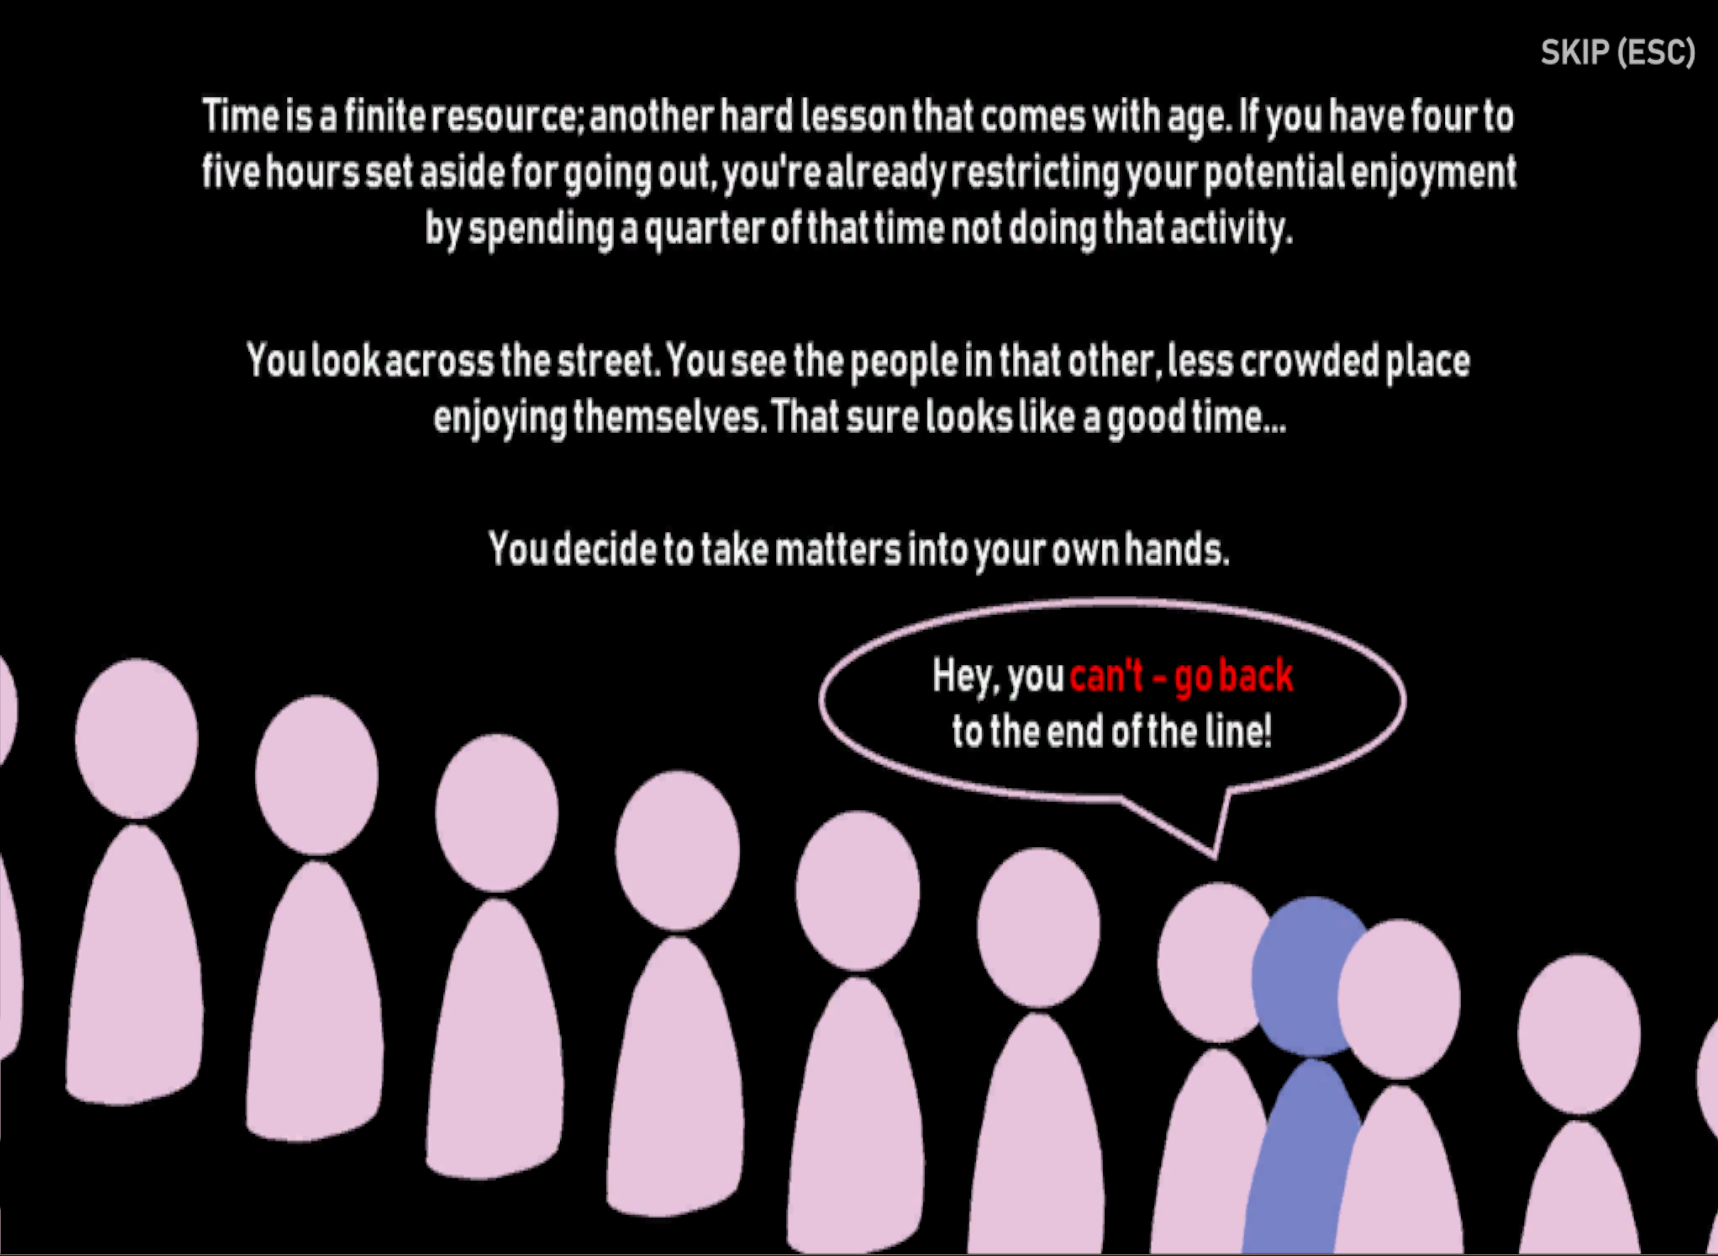 SKIP (ESC)
Time is a finite resource; another hard lesson that comes with age. If you have four to
five hours set aside for going out, you're already restricting your potential enjoyment
by spending a quarter of that time not doing that activity.
You look across the street. You see the people in that other, less crowded place
enjoying themselves. That sure looks like a good time...
You decide to take matters into your own hands.
Hey, you can't - go back
to the end of the line!